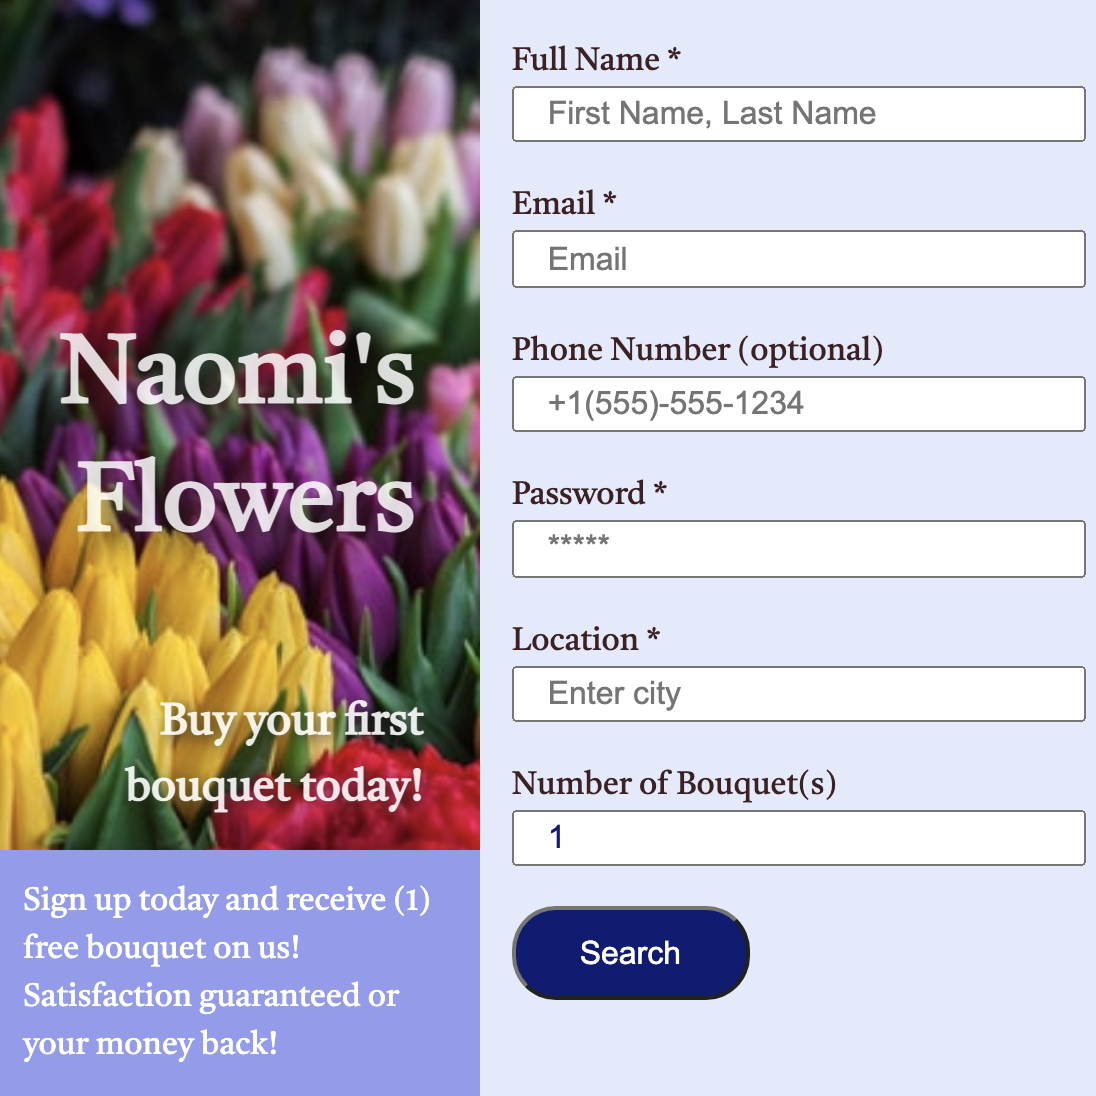 Naomi's
Flowers
Buy your first
bouquet today!
Sign up today and receive (1)
free bouquet on us!
Satisfaction guaranteed or
your money back!
Full Name *
First Name, Last Name
Email *
Email
Phone Number (optional)
+1(555)-555-1234
Password *
*****
Location *
Enter city
Number of Bouquet(s)
1
Search